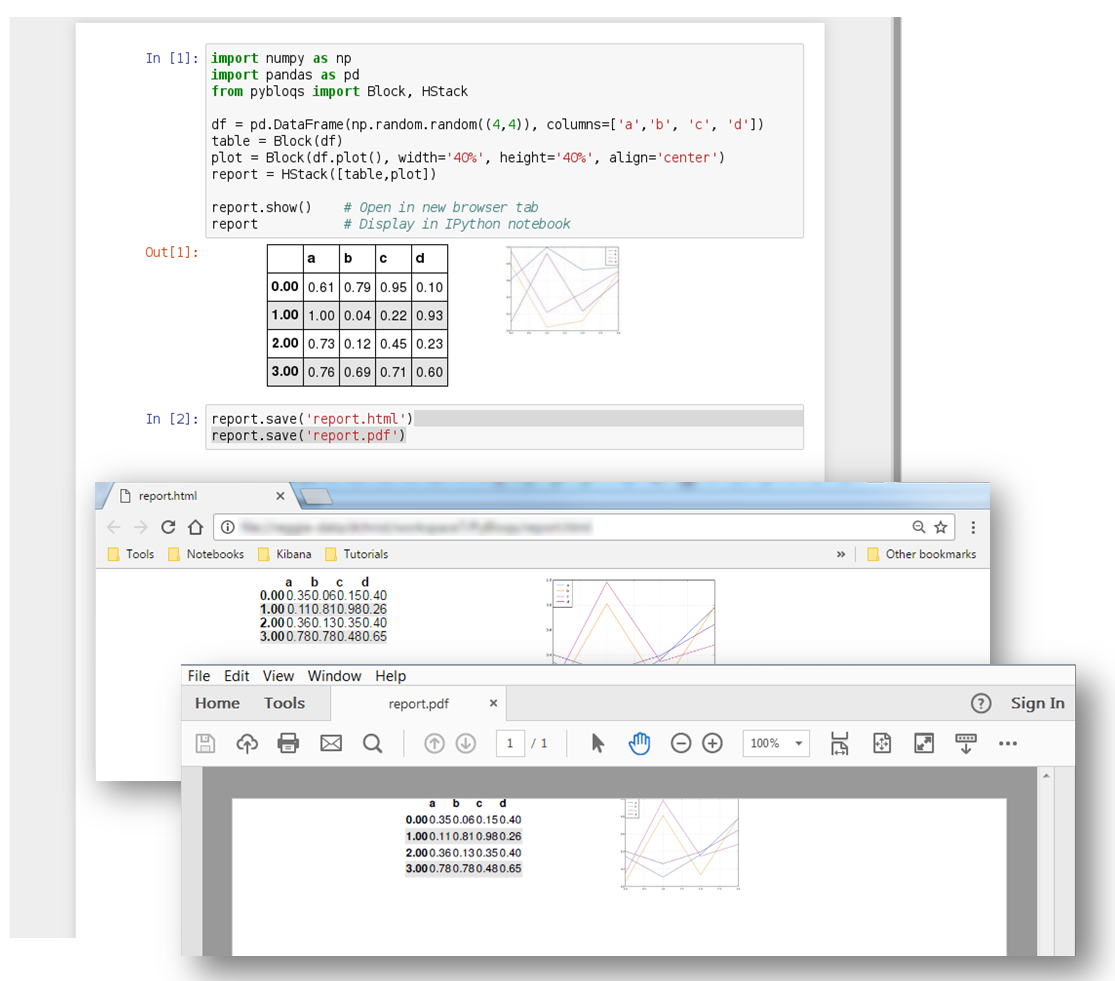 In [1]:
import numpy as np
import pandas as pd
from pybloqs import Block, HStack
df = pd.DataFrame(np.random.random((4,4)), columns=['a','b', 'c', 'd'])
table = Block(df)
plot = Block(df.plot(), width='40%', height='40%', align='center')
report = HStack([table,plot])
report.show()    # Open in new browser tab
report           # Display in IPython notebook
Out[1]:
a b c d
0.00 0.61 0.79 0.95 0.10
1.00 1.00 0.04 0.22 0.93
2.00 0.73 0.12 0.45 0.23
3.00 0.76 0.69 0.71 0.60
In [2]:
report.save('report.html')
report.save('report.pdf')
report.html
Tools Notebooks Kibana Tutorials » Other bookmarks
a b c d
0.00 0.35 0.06 0.15 0.40
1.00 0.11 0.81 0.98 0.26
2.00 0.36 0.13 0.35 0.40
3.00 0.78 0.78 0.48 0.65
File Edit View Window Help
Home Tools report.pdf × ? Sign In
1 / 1 100%
a b c d
0.00 0.35 0.06 0.15 0.40
1.00 0.11 0.81 0.98 0.26
2.00 0.36 0.13 0.35 0.40
3.00 0.78 0.78 0.48 0.65